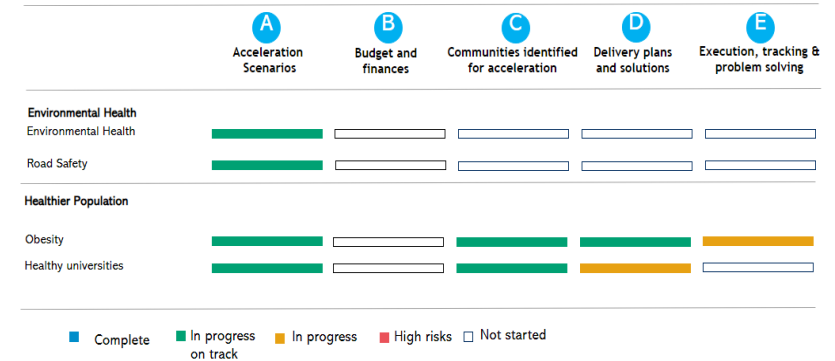 A B C D E
Acceleration Budget and Communities identified Delivery plans Execution, tracking &
Scenarios finances for acceleration and solutions problem solving
Environmental Health
Environmental Health
Road Safety
Healthier Population
Obesity
Healthy universities
Complete In progress In progress High risks Not started
on track